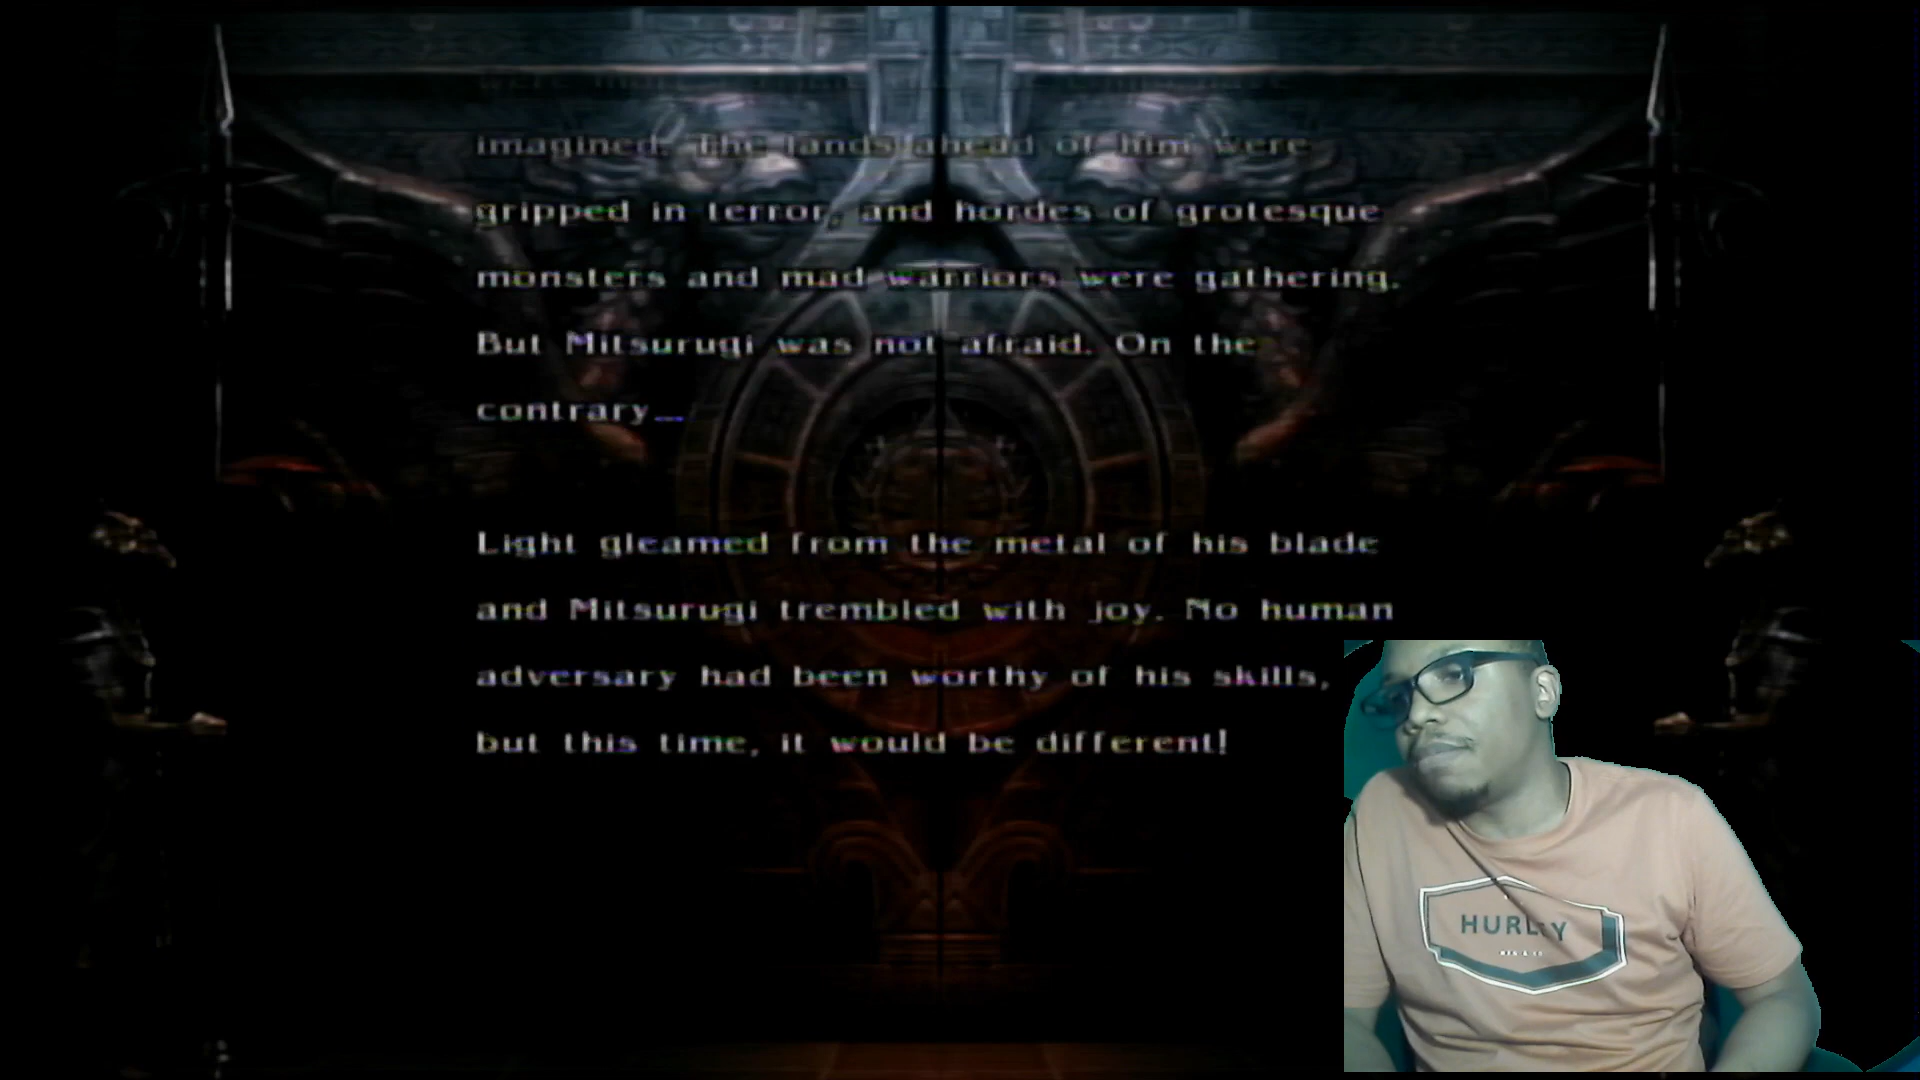 imagined. The lands ahead of him were
gripped in terror, and hordes of grotesque
monsters and mad warriors were gathering.
But Mitsurugi was not afraid. On the
contrary...
Light gleamed from the metal of his blade
and Mitsurugi trembled with joy. No human
adversary had been worthy of his skills,
but this time, it would be different!
HURLEY